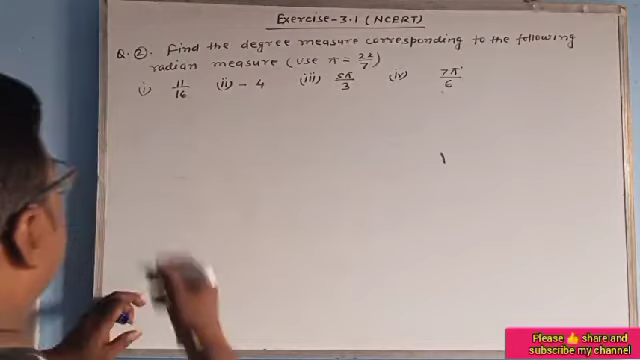 Exercise-3.1 (NCERT)
Q. ②. Find the degree measure corresponding to the following
radian measure (use π = 22/7)
(i) 11/16 (ii) - 4 (iii) 5π/3 (iv) 7π/6
Please 👍 share and
subscribe my channel